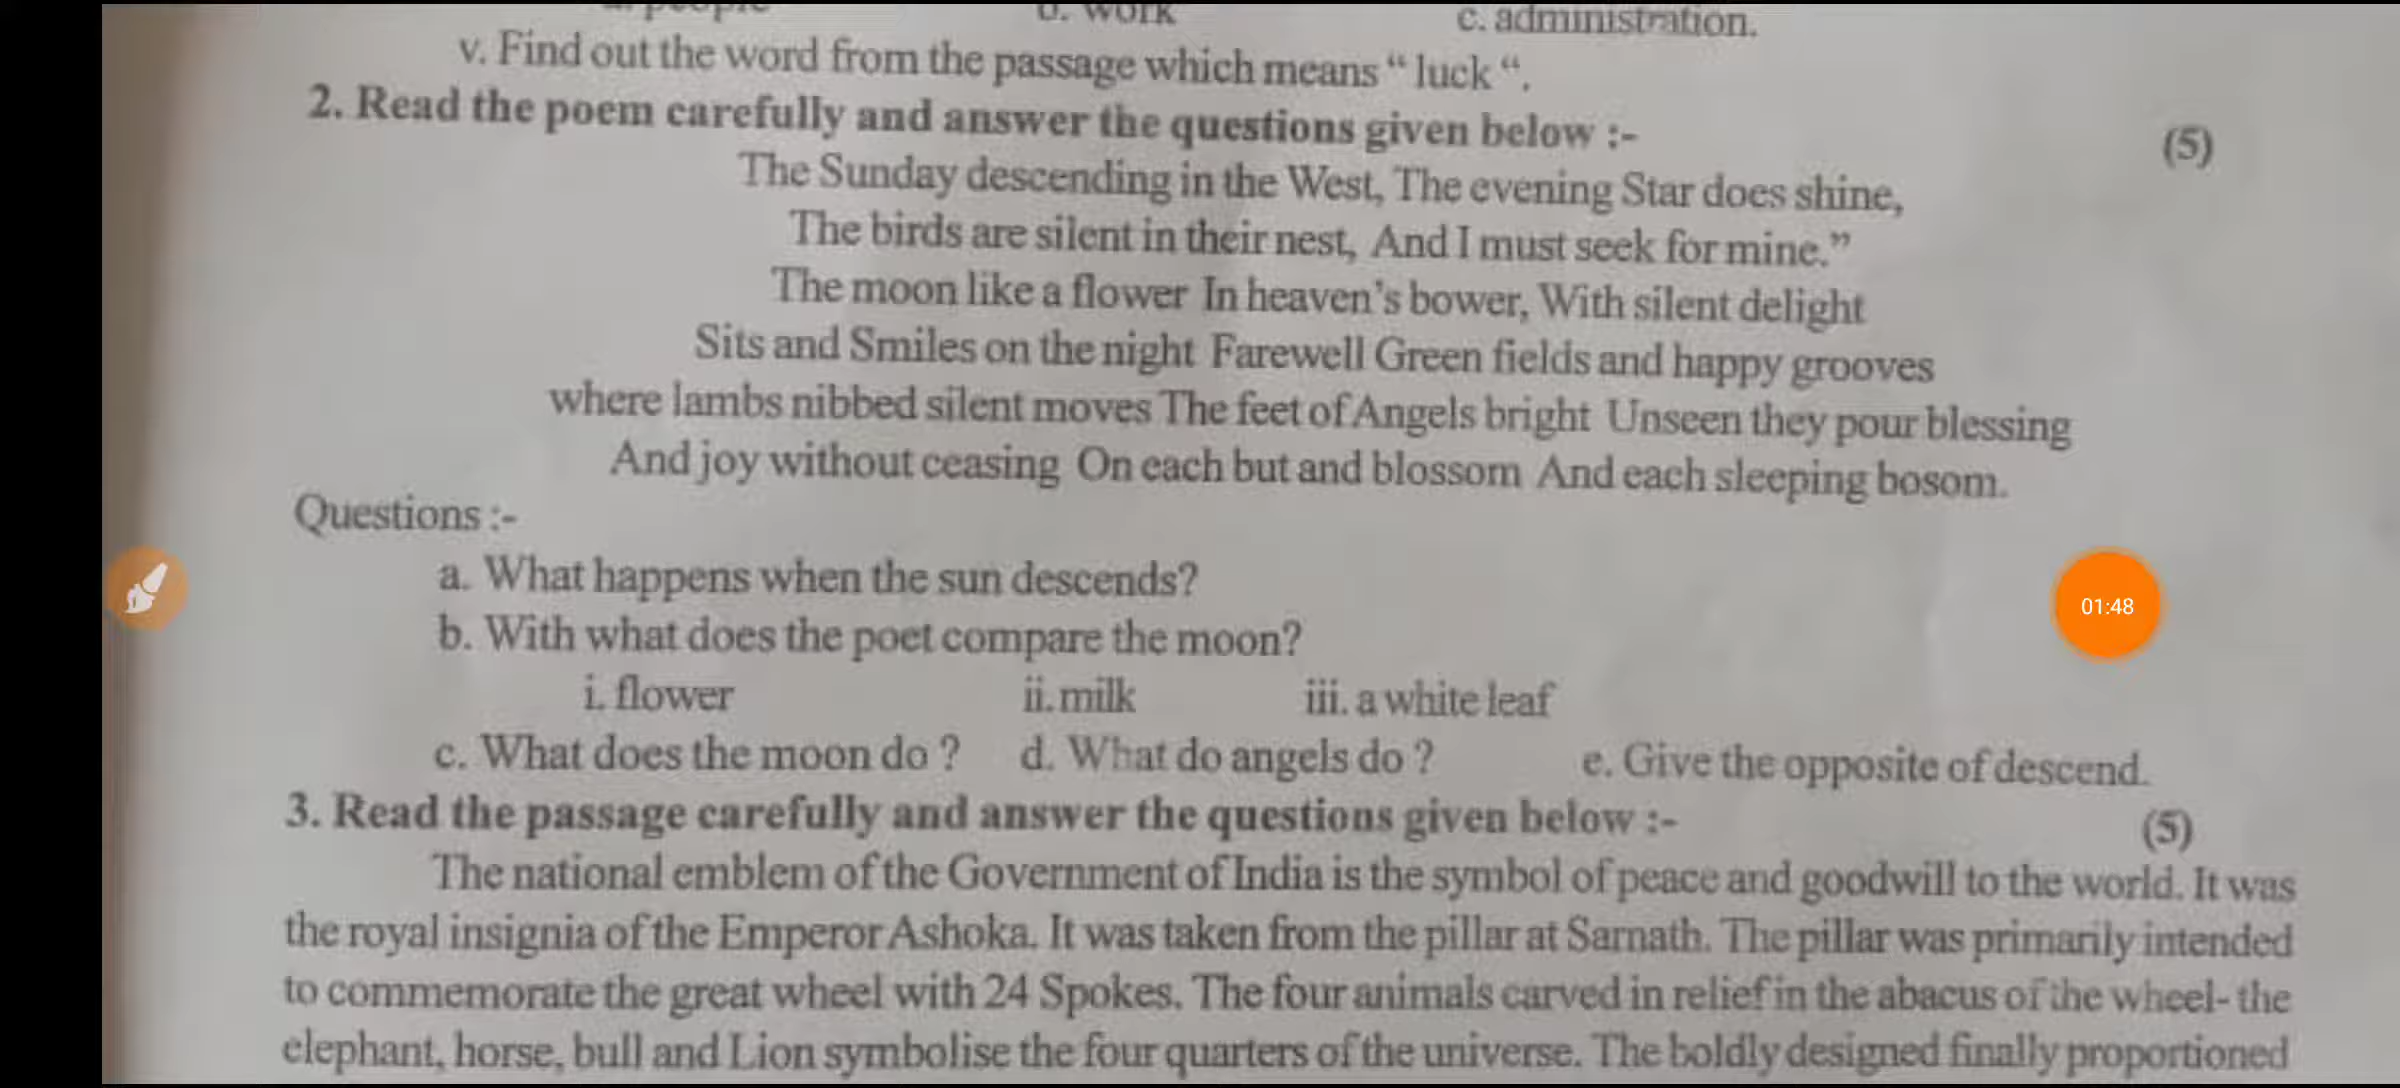 a. people b. work c. administration.
v. Find out the word from the passage which means “ luck “.
2. Read the poem carefully and answer the questions given below :- (5)
The Sunday descending in the West, The evening Star does shine,
The birds are silent in their nest, And I must seek for mine.”
The moon like a flower In heaven's bower, With silent delight
Sits and Smiles on the night Farewell Green fields and happy grooves
where lambs nibbed silent moves The feet of Angels bright Unseen they pour blessing
And joy without ceasing On each but and blossom And each sleeping bosom.
Questions :-
a. What happens when the sun descends?
b. With what does the poet compare the moon?
01:48
i. flower ii. milk iii. a white leaf
c. What does the moon do ? d. What do angels do ? e. Give the opposite of descend.
3. Read the passage carefully and answer the questions given below :- (5)
The national emblem of the Government of India is the symbol of peace and goodwill to the world. It was
the royal insignia of the Emperor Ashoka. It was taken from the pillar at Sarnath. The pillar was primarily intended
to commemorate the great wheel with 24 Spokes. The four animals carved in relief in the abacus of the wheel- the
elephant, horse, bull and Lion symbolise the four quarters of the universe. The boldly designed finally proportioned